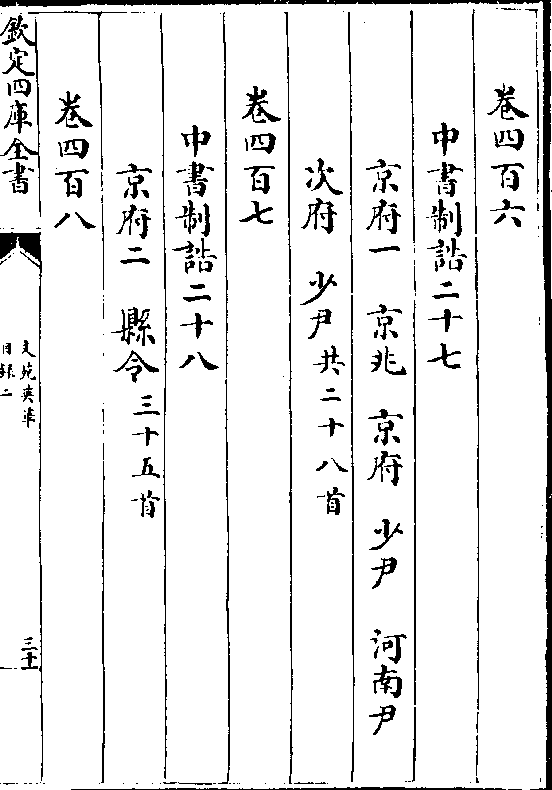 卷四百六
中書制誥二十七
京府一　京兆　京府　少尹　河南尹
次府　少尹共二十八首
卷四百七
中書制誥二十八
京府二　縣令三十五首
卷四百八
欽定四庫全書
文苑英華
目録二
三十